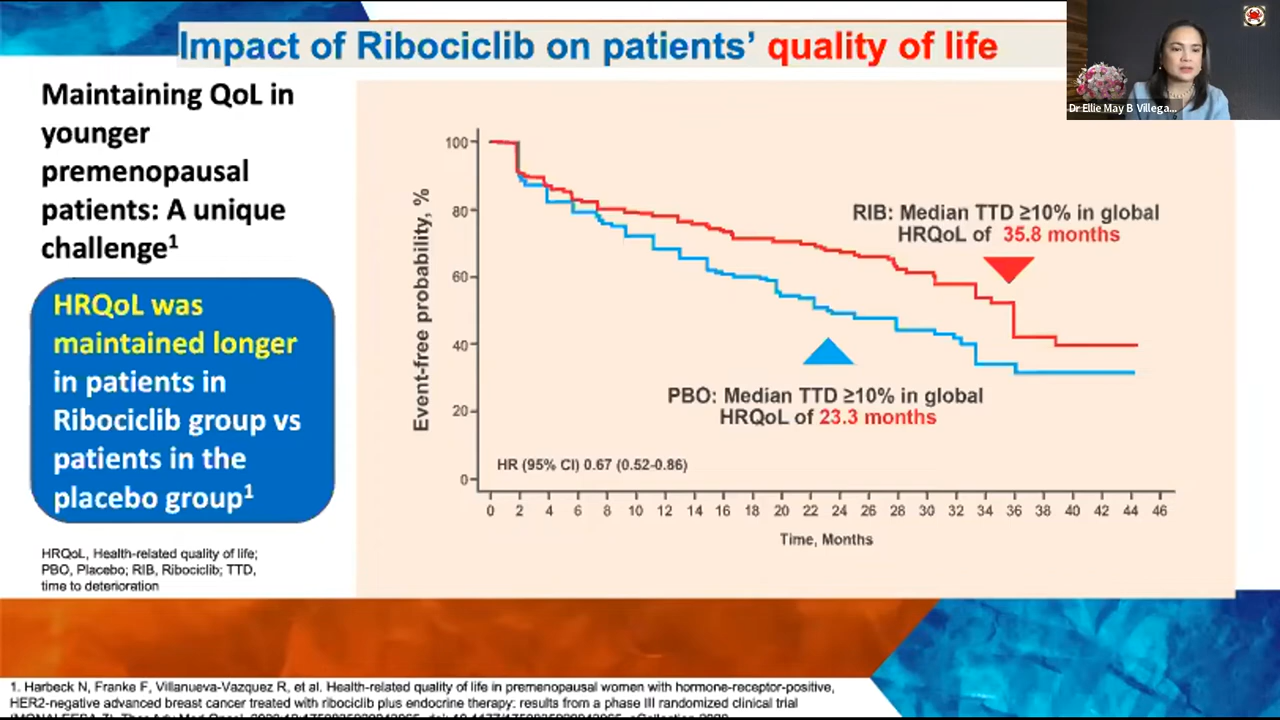 Impact of Ribociclib on patients' quality of life
Dr Ellie May B Villega...
Maintaining QoL in
younger
premenopausal
patients: A unique
challenge¹
HRQoL was
maintained longer
in patients in
Ribociclib group vs
patients in the
placebo group¹
HRQoL, Health-related quality of life;
PBO, Placebo; RIB, Ribociclib; TTD,
time to deterioration
Event-free probability, %
100
80
60
40
20
0
RIB: Median TTD ≥10% in global
HRQoL of 35.8 months
PBO: Median TTD ≥10% in global
HRQoL of 23.3 months
HR (95% CI) 0.67 (0.52-0.86)
0 2 4 6 8 10 12 14 16 18 20 22 24 26 28 30 32 34 36 38 40 42 44 46
Time, Months
1. Harbeck N, Franke F, Villanueva-Vazquez R, et al. Health-related quality of life in premenopausal women with hormone-receptor-positive,
HER2-negative advanced breast cancer treated with ribociclib plus endocrine therapy: results from a phase III randomized clinical trial